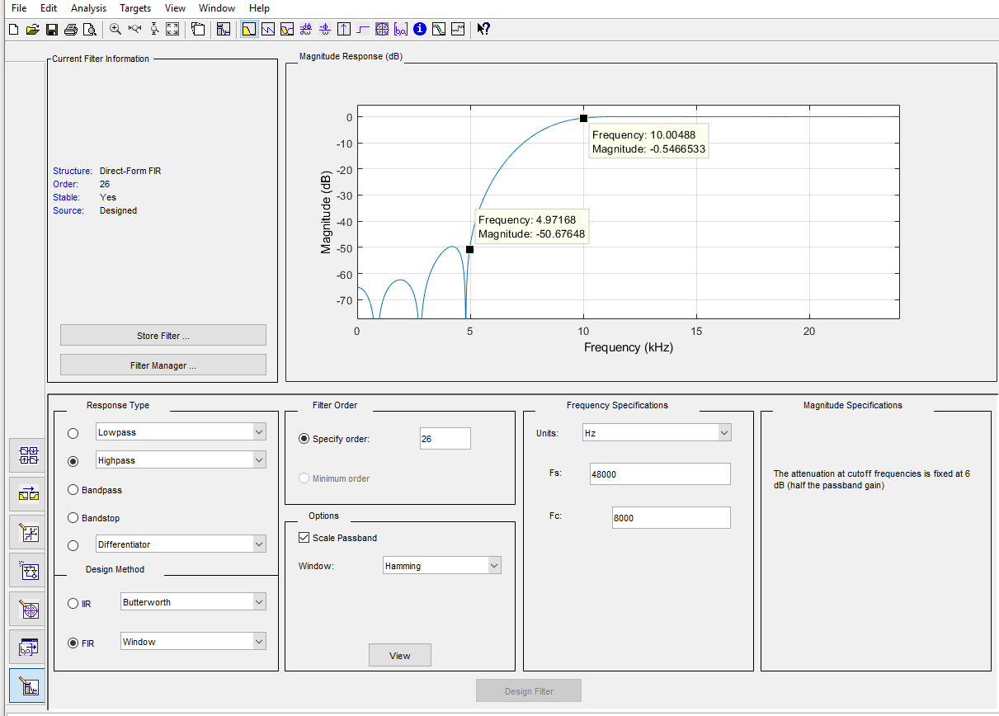 File Edit Analysis Targets View Window Help
Current Filter Information
Structure: Direct-Form FIR
Order: 26
Stable: Yes
Source: Designed
Store Filter ...
Filter Manager ...
Magnitude Response (dB)
Magnitude (dB)
0
-10
-20
-30
-40
-50
-60
-70
Frequency: 10.00488
Magnitude: -0.5466533
Frequency: 4.97168
Magnitude: -50.67648
0 5 10 15 20
Frequency (kHz)
Response Type
Lowpass
Highpass
Bandpass
Bandstop
Differentiator
Design Method
IIR Butterworth
FIR Window
Filter Order
Specify order: 26
Minimum order
Options
Scale Passband
Window: Hamming
View
Frequency Specifications
Units: Hz
Fs: 48000
Fc: 8000
Magnitude Specifications
The attenuation at cutoff frequencies is fixed at 6
dB (half the passband gain)
Design Filter